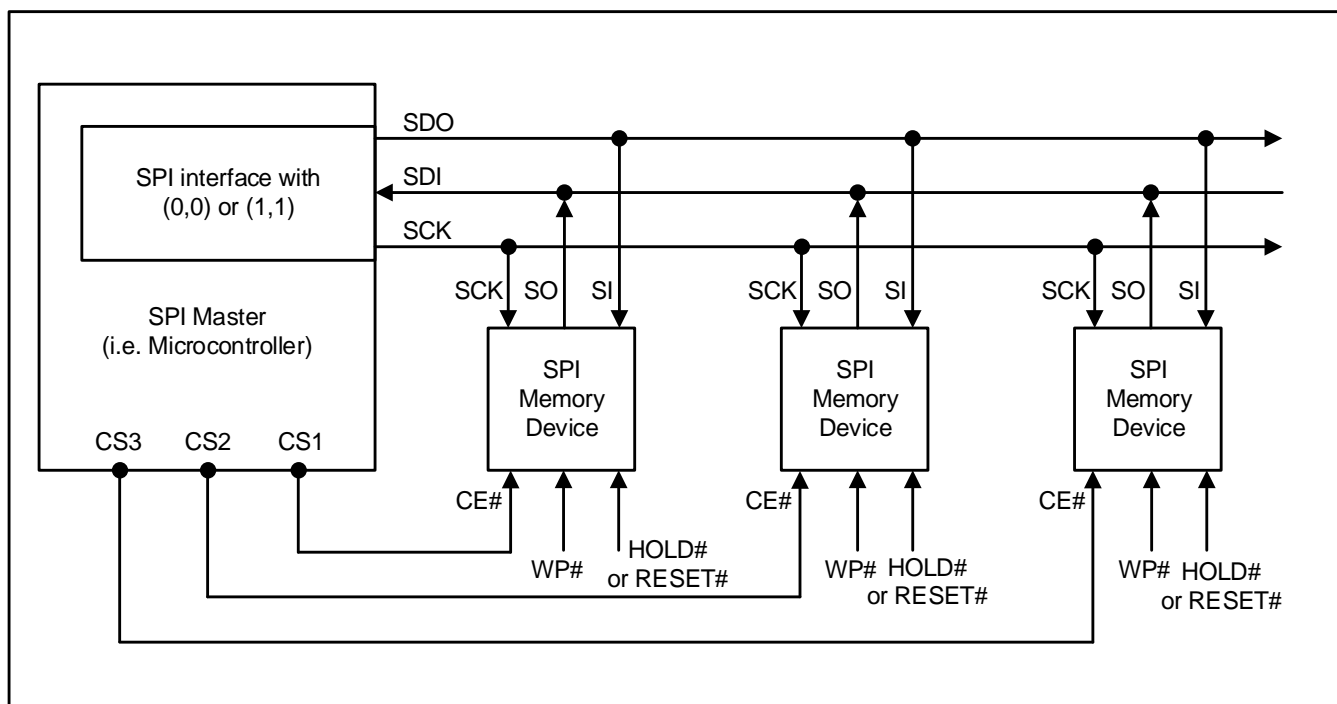 SDO
SPI interface with
(0,0) or (1,1)
SDI
SCK
SPI Master
(i.e. Microcontroller)
SCK SO SI
SCK SO SI
SCK SO SI
SPI
Memory
Device
SPI
Memory
Device
SPI
Memory
Device
CS3 CS2 CS1
CE#
WP#
HOLD#
or RESET#
CE#
WP#
HOLD#
or RESET#
CE#
WP#
HOLD#
or RESET#